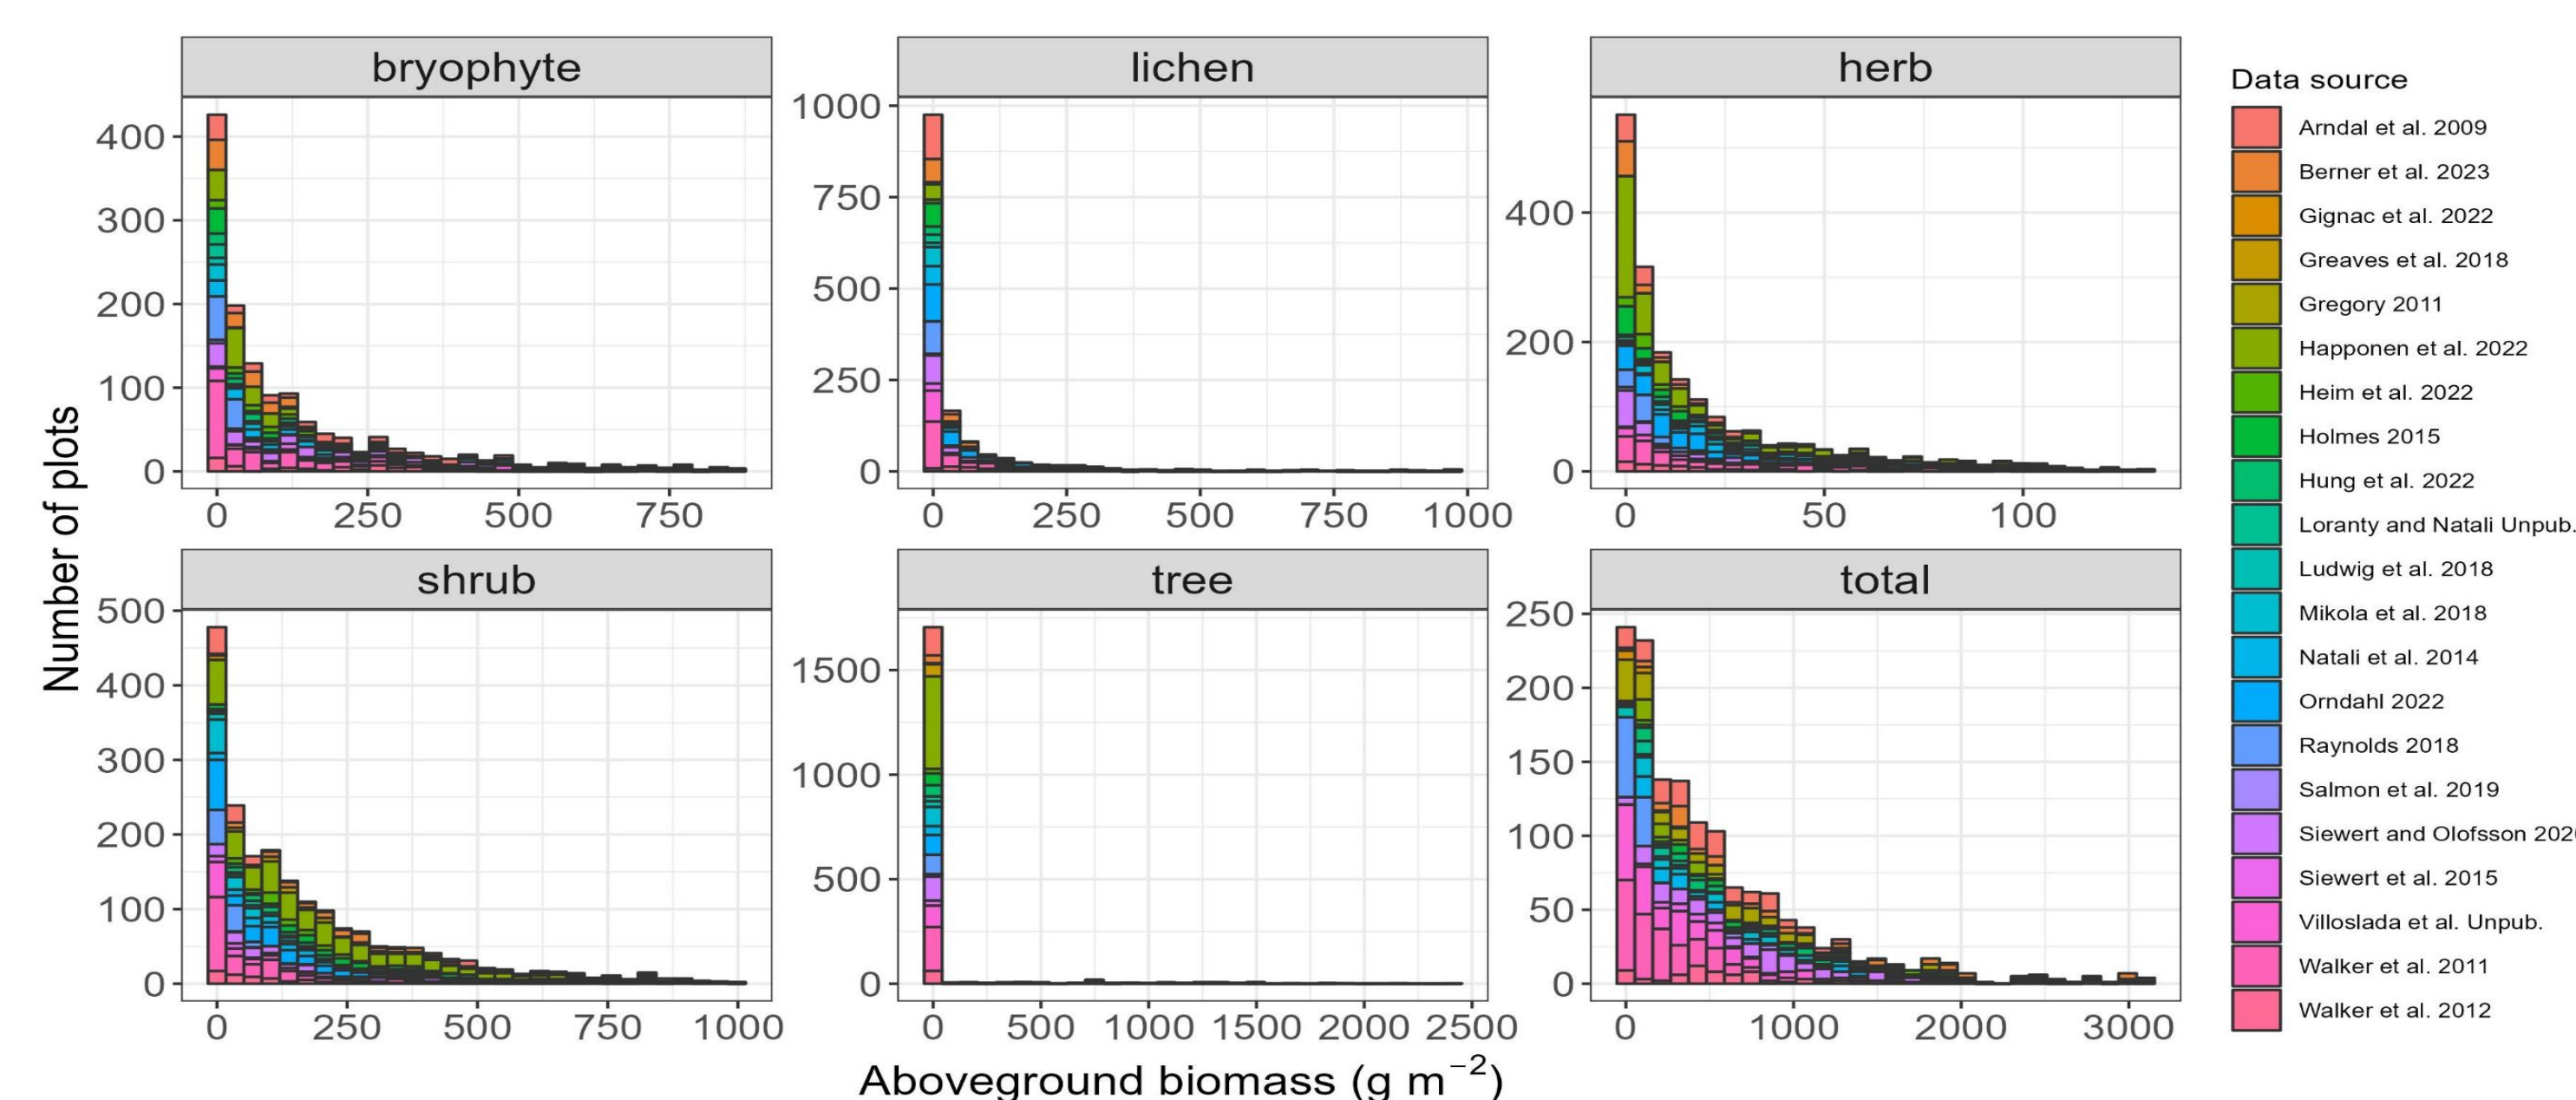 bryophyte
lichen
herb
400
300
200
100
0
1000
750
500
250
0
400
200
0
0 250 500 750
0 250 500 750 1000
0 50 100
shrub
tree
total
500
400
300
200
100
0
1500
1000
500
0
250
200
150
100
50
0
0 250 500 750 1000
0 500 1000 1500 2000 2500
0 1000 2000 3000
Number of plots
Aboveground biomass (g m⁻²)
Data source
Arndal et al. 2009
Berner et al. 2023
Gignac et al. 2022
Greaves et al. 2018
Gregory 2011
Happonen et al. 2022
Heim et al. 2022
Holmes 2015
Hung et al. 2022
Loranty and Natali Unpub.
Ludwig et al. 2018
Mikola et al. 2018
Natali et al. 2014
Orndahl 2022
Raynolds 2018
Salmon et al. 2019
Siewert and Olofsson
Siewert et al. 2015
Villoslada et al. Unpub.
Walker et al. 2011
Walker et al. 2012